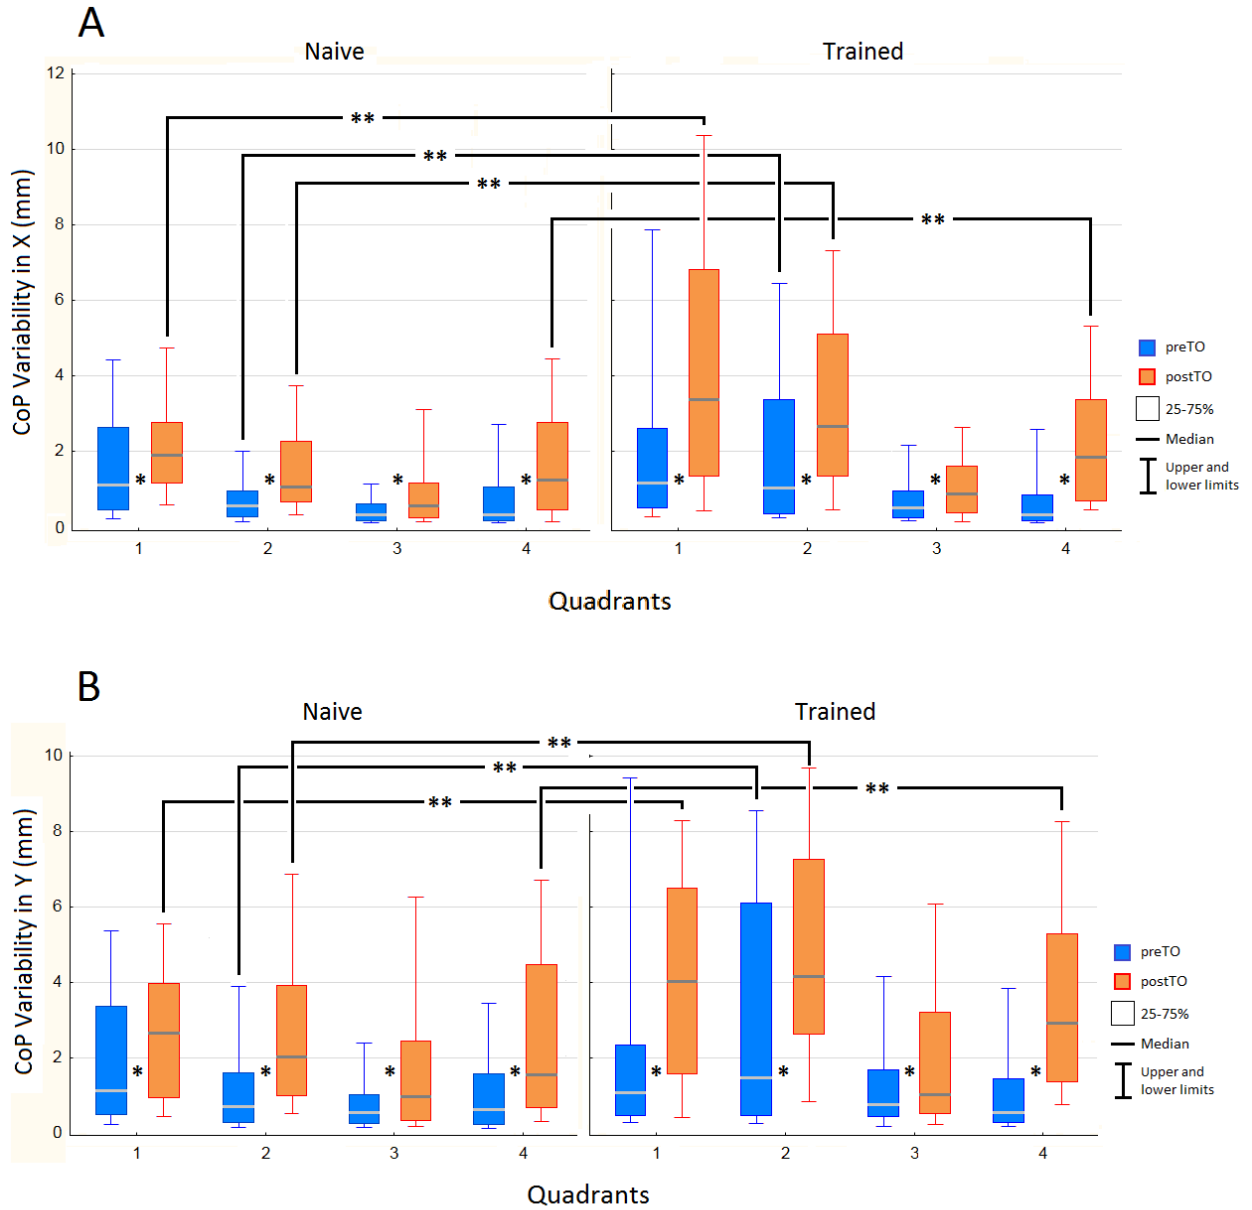 A
Naive
Trained
CoP Variability in X (mm)
12
10
8
6
4
2
0
**
**
**
**
* * * * * * * *
1 2 3 4 1 2 3 4
Quadrants
preTO
postTO
25-75%
Median
Upper and
lower limits
B
Naive
Trained
CoP Variability in Y (mm)
10
8
6
4
2
0
**
**
**
**
* * * * * * * *
1 2 3 4 1 2 3 4
Quadrants
preTO
postTO
25-75%
Median
Upper and
lower limits